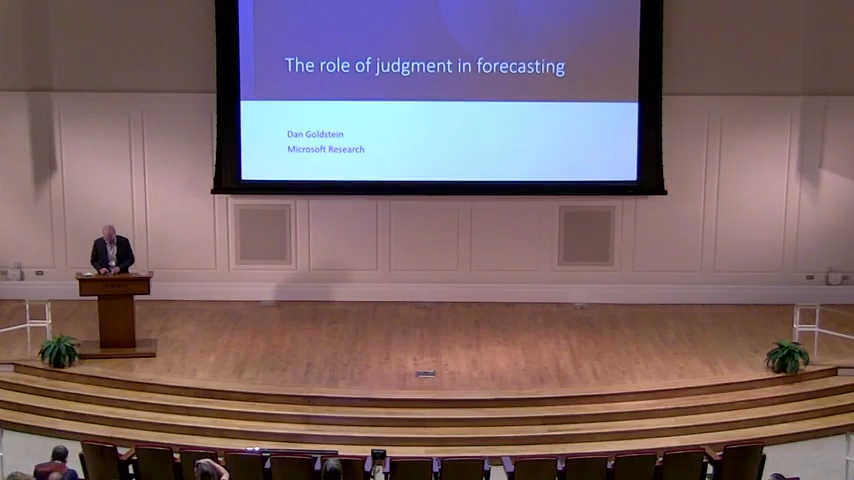 The role of judgment in forecasting
Dan Goldstein
Microsoft Research